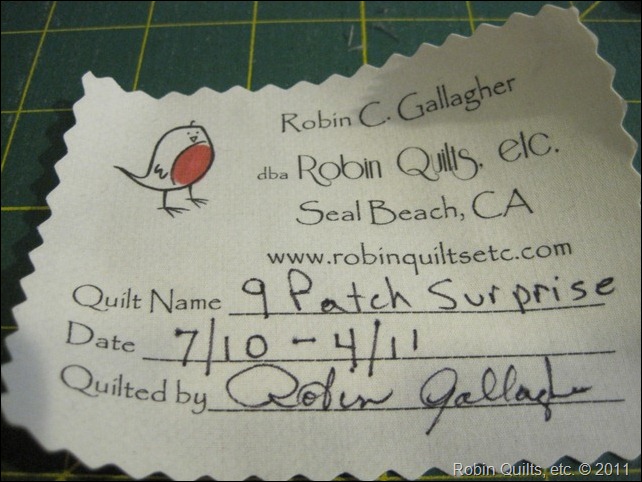 Robin C. Gallagher
dba Robin Quilts, etc.
Seal Beach, CA
www.robinquiltsetc.com
Quilt Name 9 Patch Surprise
Date 7/10 - 4/11
Quilted by Robin Gallagher
Robin Quilts, etc. © 2011